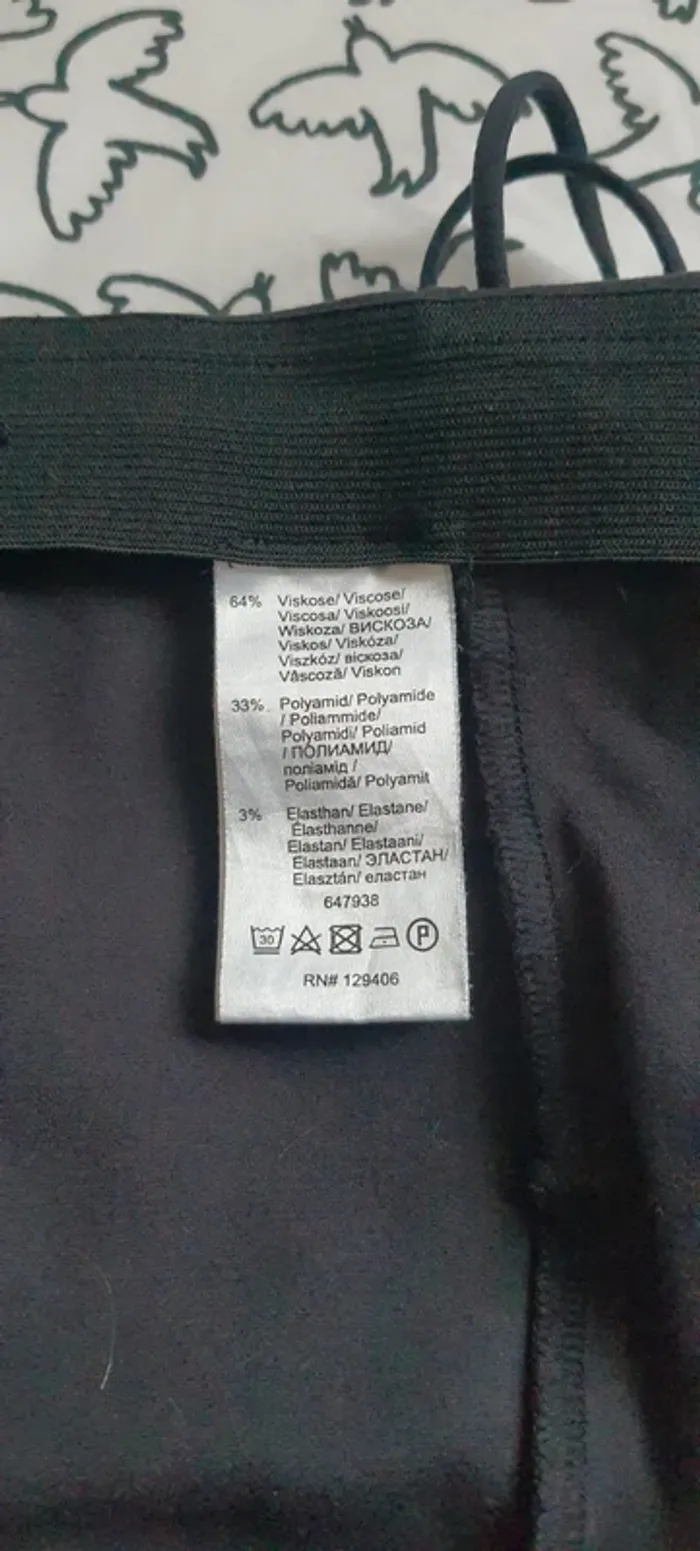 64% Viskose/ Viscose/
Viscosa/ Viskoosi/
Wiskoza/ ВИСКОЗА/
Viskos/ Viskóza/
Viszkóz/ віскоза/
Vâscoză/ Viskon
33% Polyamid/ Polyamide
/ Poliammide/
Polyamidi/ Poliamid
/ ПОЛИАМИД/
поліамід /
Poliamidă/ Polyamit
3% Elasthan/ Elastane/
Élasthanne/
Elastan/ Elastaani/
Elastaan/ ЭЛАСТАН/
Elasztán/ еластан
647938
30 P
RN# 129406